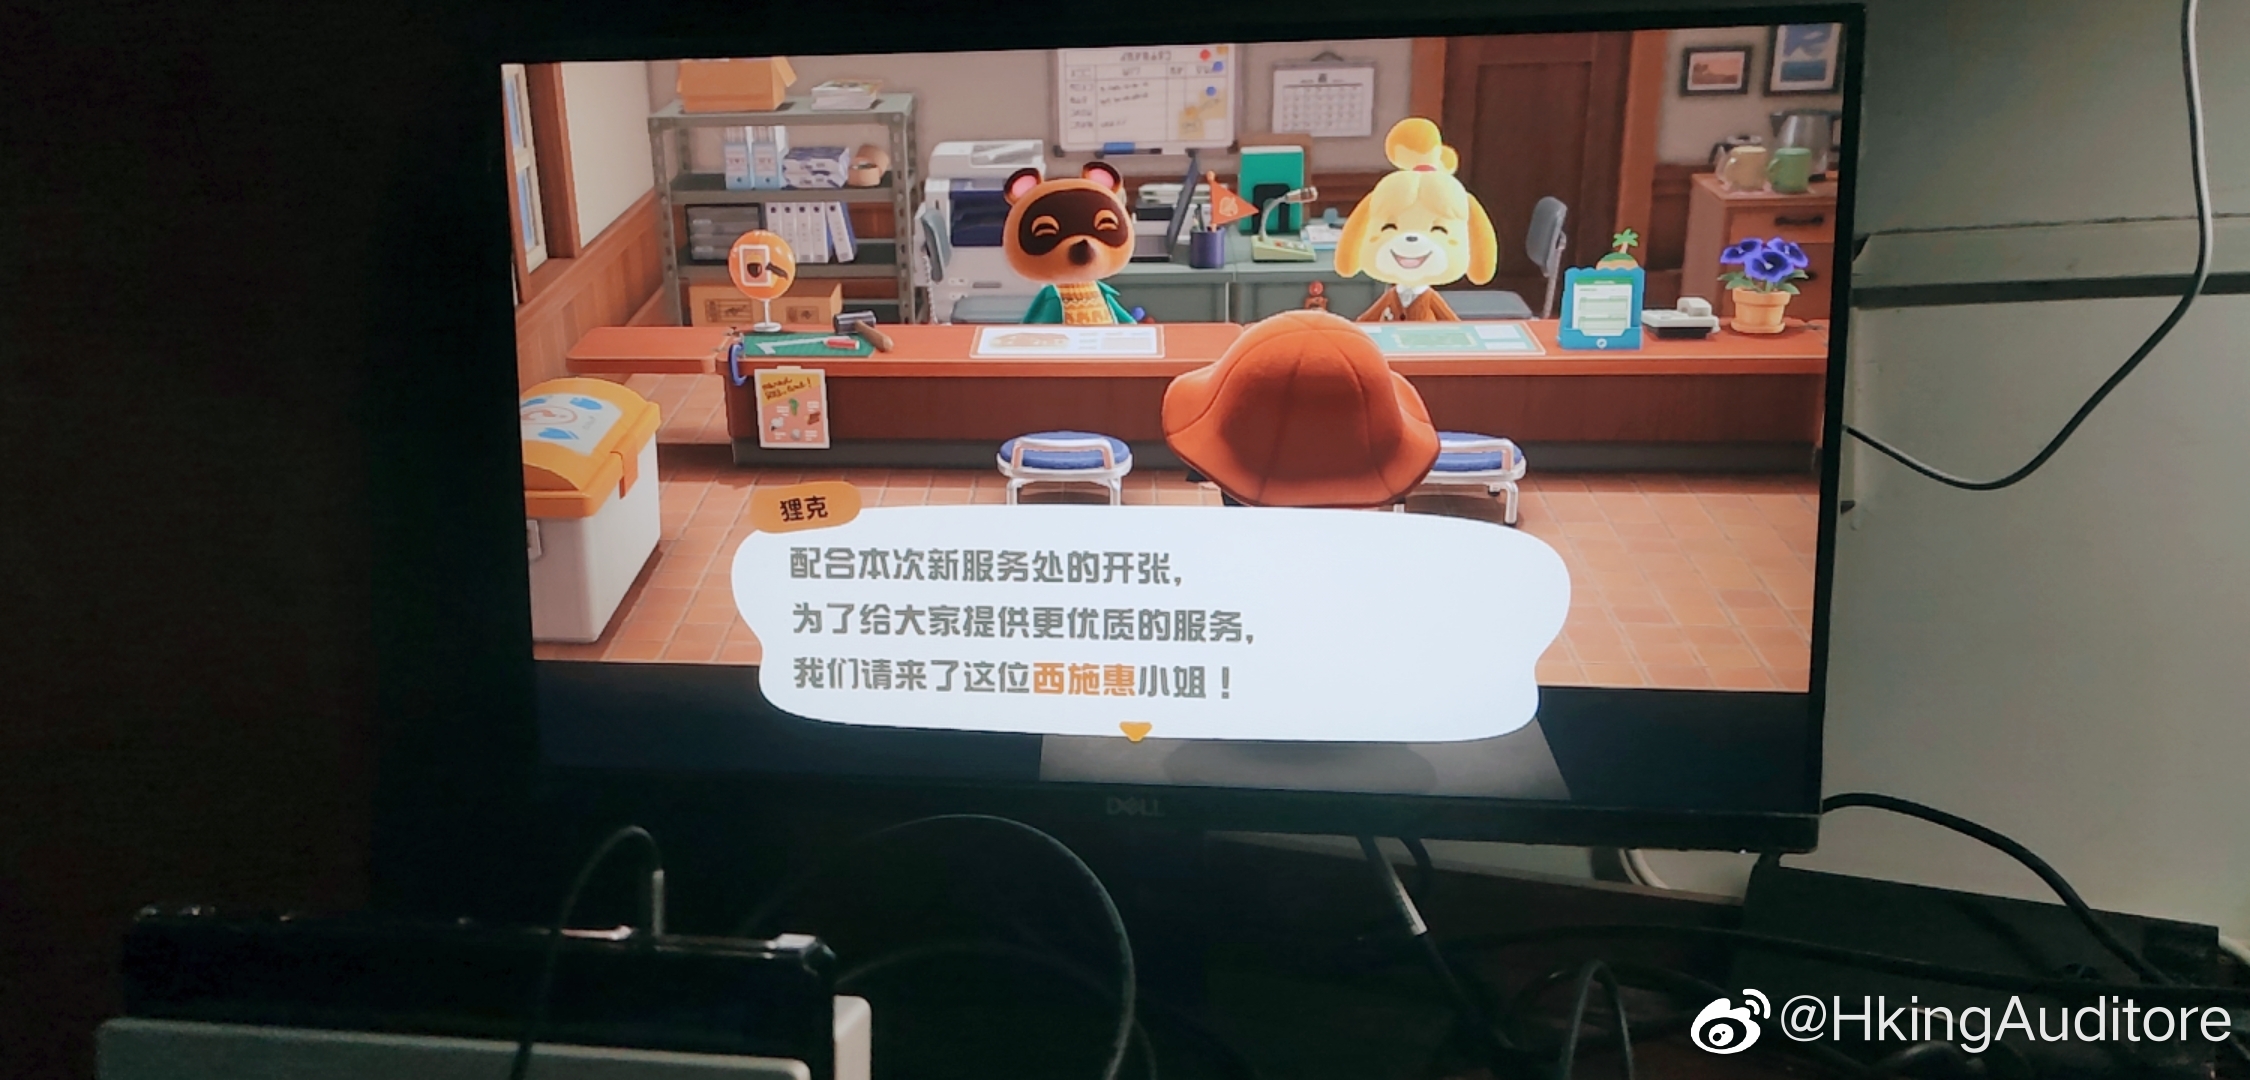 狸克
配合本次新服务处的开张，
为了给大家提供更优质的服务，
我们请来了这位西施惠小姐！
DELL
@HkingAuditore